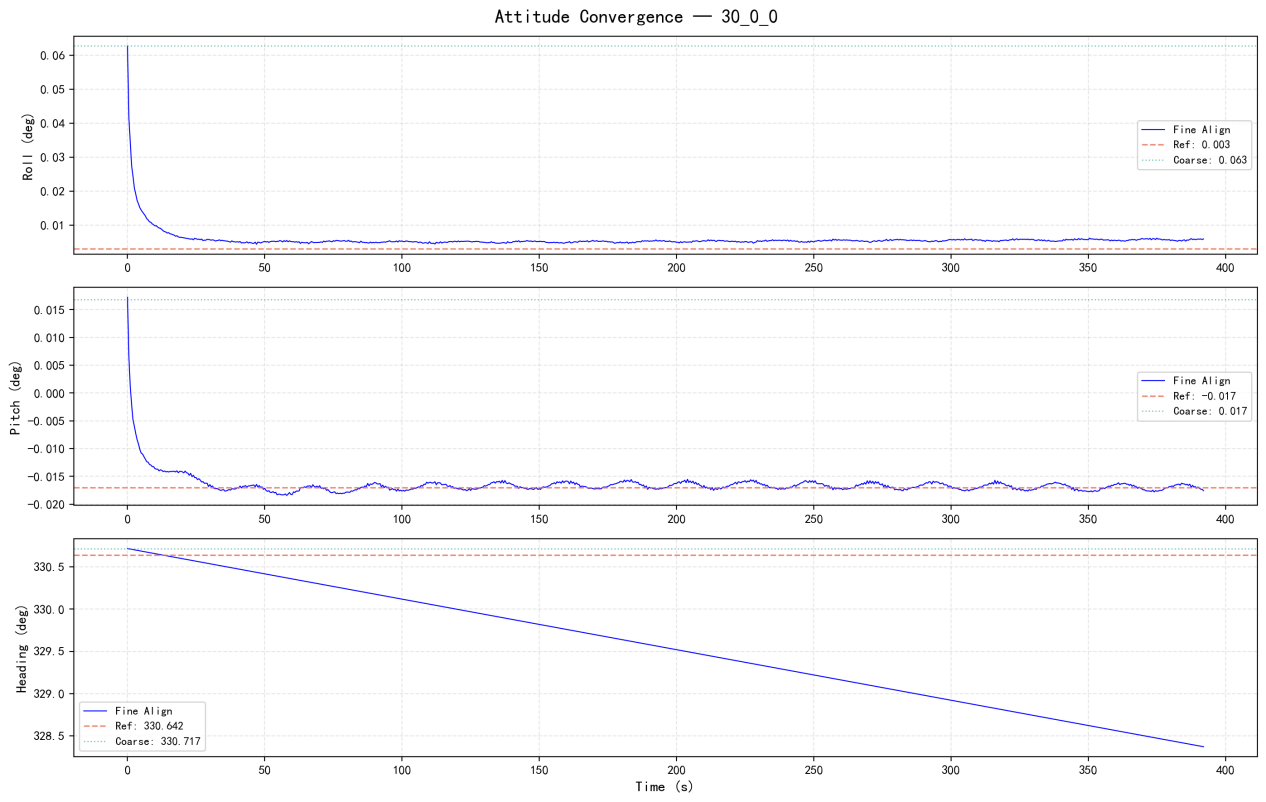 Attitude Convergence — 30_0_0
Roll (deg)
0.06
0.05
0.04
0.03
0.02
0.01
Fine Align
Ref: 0.003
Coarse: 0.063
0 50 100 150 200 250 300 350 400
Pitch (deg)
0.015
0.010
0.005
0.000
−0.005
−0.010
−0.015
−0.020
Fine Align
Ref: -0.017
Coarse: 0.017
0 50 100 150 200 250 300 350 400
Heading (deg)
330.5
330.0
329.5
329.0
328.5
Fine Align
Ref: 330.642
Coarse: 330.717
0 50 100 150 200 250 300 350 400
Time (s)